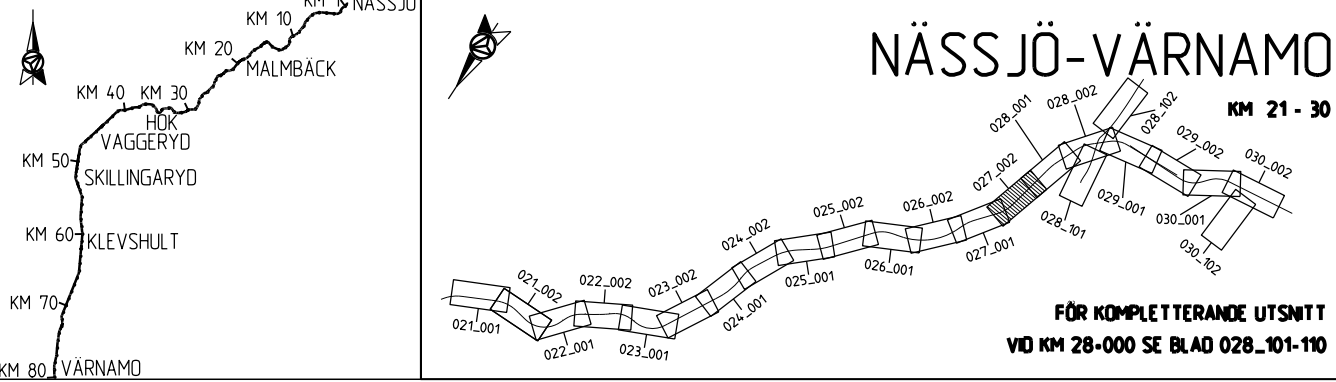 NÄSSJÖ
KM 10
KM 20
MALMBÄCK
KM 40 KM 30
HOK
VAGGERYD
KM 50
SKILLINGARYD
KM 60
KLEVSHULT
KM 70
KM 80
VÄRNAMO
NÄSSJÖ-VÄRNAMO
KM 21 - 30
021_001
021_002
022_001
022_002
023_001
023_002
024_001
024_002
025_001
025_002
026_001
026_002
027_001
027_002
028_001
028_002
028_101
028_102
029_001
029_002
030_001
030_002
030_102
FÖR KOMPLETTERANDE UTSNITT
VID KM 28+000 SE BLAD 028_101-110